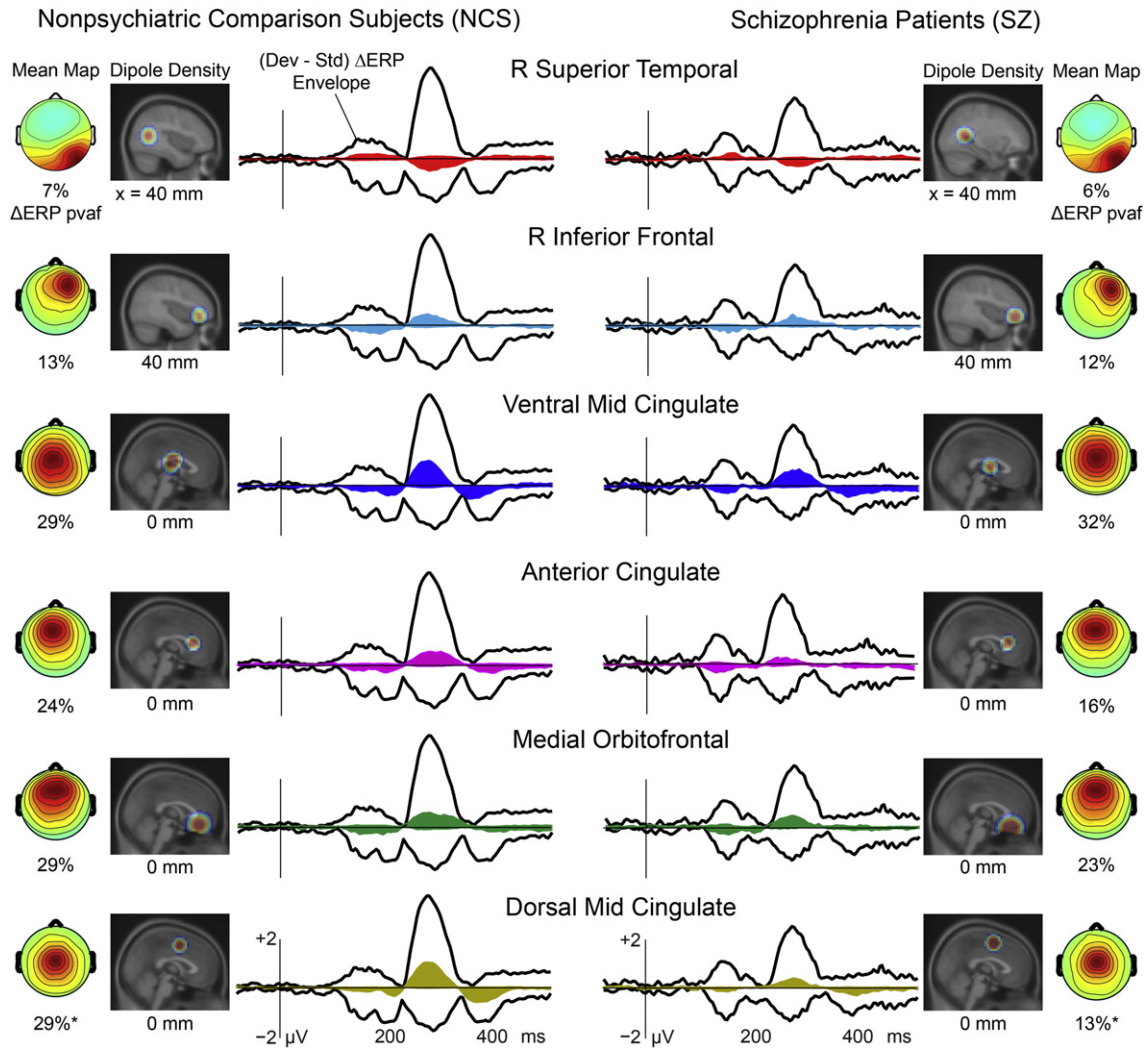 Nonpsychiatric Comparison Subjects (NCS)
Schizophrenia Patients (SZ)
Mean Map
Dipole Density
(Dev - Std) ΔERP
Envelope
R Superior Temporal
Dipole Density
Mean Map
7%
ΔERP pvaf
x = 40 mm
x = 40 mm
6%
ΔERP pvaf
R Inferior Frontal
13%
40 mm
40 mm
12%
Ventral Mid Cingulate
29%
0 mm
0 mm
32%
Anterior Cingulate
24%
0 mm
0 mm
16%
Medial Orbitofrontal
29%
0 mm
0 mm
23%
Dorsal Mid Cingulate
+2
+2
29%*
0 mm
−2 µV
200
400
ms
−2 µV
200
400
ms
0 mm
13%*